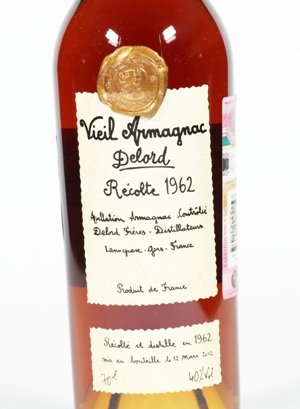 Vieil Armagnac
Delord
Récolte 1962
Appellation Armagnac Contrôlée
Delord Frères - Distillateurs
Lannepax - Gers - France
Produit de France
Récolté et distillé en 1962
mis en bouteille le 12 mars 2012
70cl 40%Vol